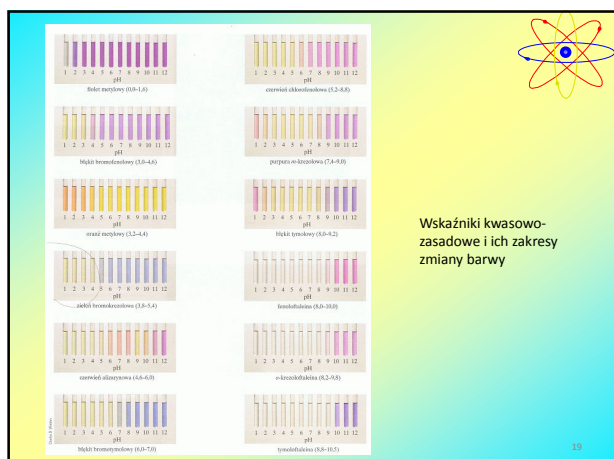 1 2 3 4 5 6 7 8 9 10 11 12
pH
fiolet metylowy (0,0–1,6)
1 2 3 4 5 6 7 8 9 10 11 12
pH
błękit bromofenolowy (3,0–4,6)
1 2 3 4 5 6 7 8 9 10 11 12
pH
oranż metylowy (3,2–4,4)
1 2 3 4 5 6 7 8 9 10 11 12
pH
zieleń bromokrezolowa (3,8–5,4)
1 2 3 4 5 6 7 8 9 10 11 12
pH
czerwień alizarynowa (4,6–6,0)
1 2 3 4 5 6 7 8 9 10 11 12
pH
błękit bromotymolowy (6,0–7,0)
1 2 3 4 5 6 7 8 9 10 11 12
pH
czerwień chlorofenolowa (5,2–8,8)
1 2 3 4 5 6 7 8 9 10 11 12
pH
purpura m-krezolowa (7,4–9,0)
1 2 3 4 5 6 7 8 9 10 11 12
pH
błękit tymolowy (8,0–9,2)
1 2 3 4 5 6 7 8 9 10 11 12
pH
fenoloftaleina (8,0–10,0)
1 2 3 4 5 6 7 8 9 10 11 12
pH
o-krezoloftaleina (8,2–9,8)
1 2 3 4 5 6 7 8 9 10 11 12
pH
tymoloftaleina (8,8–10,5)
Wskaźniki kwasowo-
zasadowe i ich zakresy
zmiany barwy
19